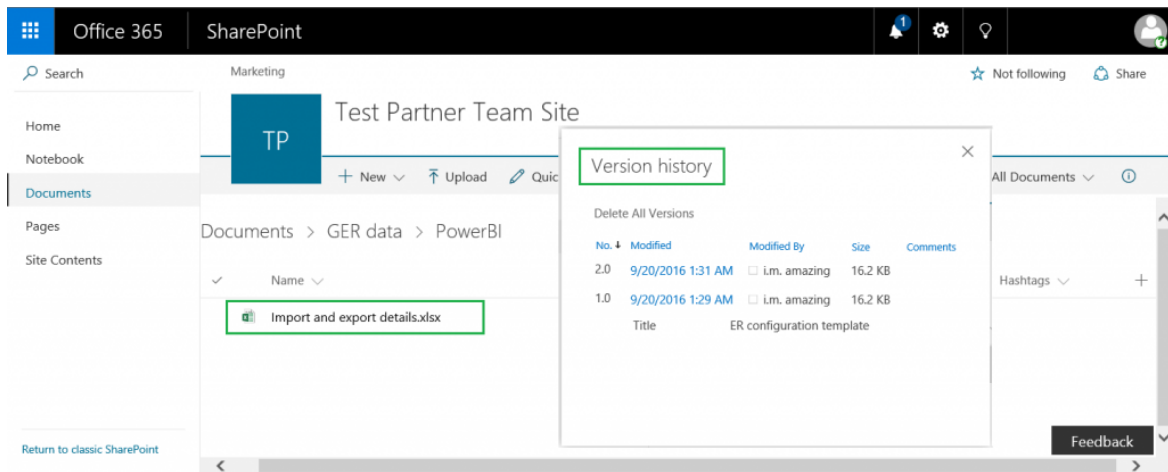 Office 365 SharePoint 1
Search Marketing Not following Share
Test Partner Team Site
TP
Home
Notebook
Documents
Pages
Site Contents
Return to classic SharePoint
New Upload Quic All Documents
Documents > GER data > PowerBI
Name Hashtags
Import and export details.xlsx
Version history
Delete All Versions
No. Modified Modified By Size Comments
2.0 9/20/2016 1:31 AM i.m. amazing 16.2 KB
1.0 9/20/2016 1:29 AM i.m. amazing 16.2 KB
Title ER configuration template
Feedback